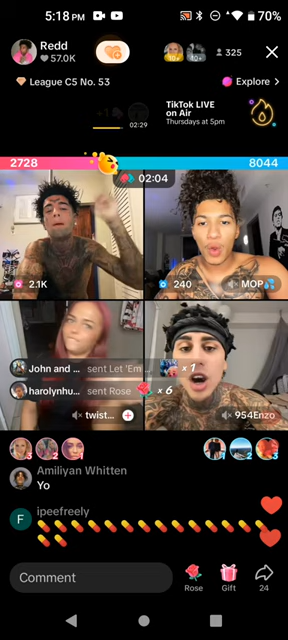 5:18 PM
70%
Redd
57.0K
10+
10+
325
League C5 No. 53
Explore >
02:29
TikTok LIVE
on Air
Thursdays at 5pm
2728
8044
02:04
2.1K
240
MOP💦
John and ... sent Let 'Em ... x 1
harolynhu... sent Rose x 6
twist...
954Enzo
Amiliyan Whitten
Yo
F
ipeefreely
💊💊💊💊💊💊💊💊💊💊💊💊💊💊
💊💊
Comment
Rose
Gift
24